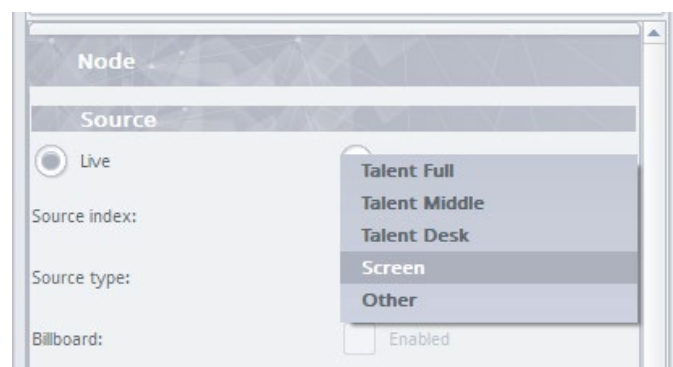 Node
Source
Live
Talent Full
Talent Middle
Source index:
Talent Desk
Screen
Source type:
Other
Billboard:
Enabled